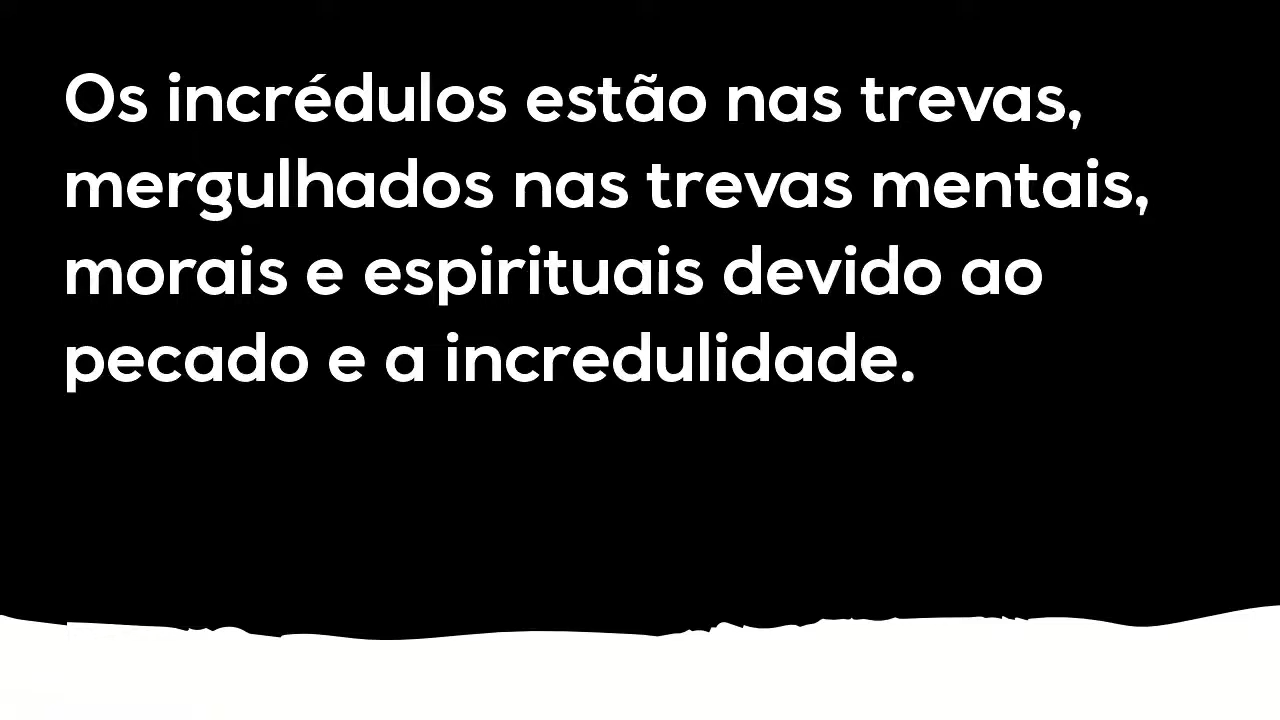 Os incrédulos estão nas trevas,
mergulhados nas trevas mentais,
morais e espirituais devido ao
pecado e a incredulidade.